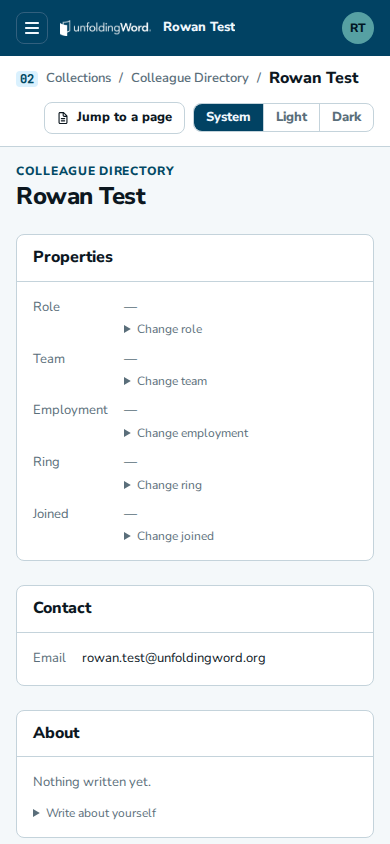 unfoldingWord. Rowan Test RT
02 Collections / Colleague Directory / Rowan Test
Jump to a page System Light Dark
COLLEAGUE DIRECTORY
Rowan Test
Properties
Role —
Change role
Team —
Change team
Employment —
Change employment
Ring —
Change ring
Joined —
Change joined
Contact
Email rowan.test@unfoldingword.org
About
Nothing written yet.
Write about yourself